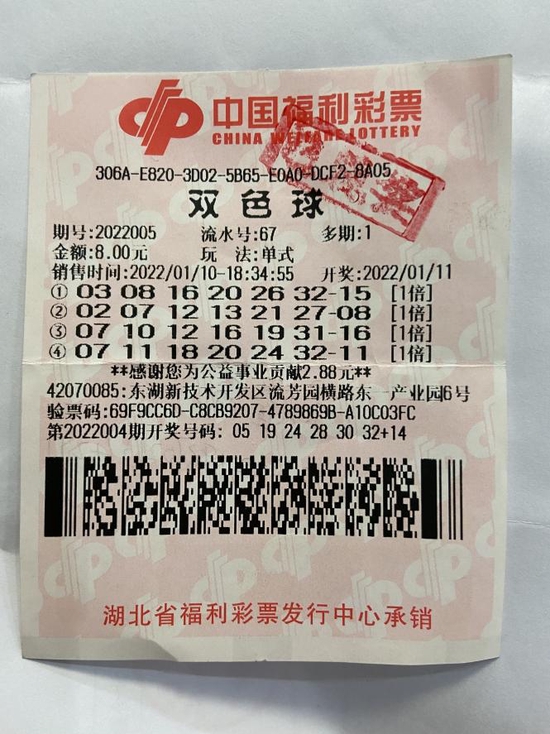 中国福利彩票
CHINA WELFARE LOTTERY
306A-E820-3D02-5B65-E0A0-DCF2-8A05
双色球
期号:2022005 流水号:67 多期:1
金额:8.00元 玩 法:单式
销售时间:2022/01/10-18:34:55 开奖:2022/01/11
① 03 08 16 20 26 32-15 [1倍]
② 02 07 12 13 21 27-08 [1倍]
③ 07 10 12 16 19 31-16 [1倍]
④ 07 11 18 20 24 32-11 [1倍]
**感谢您为公益事业贡献2.88元**
42070085:东湖新技术开发区流芳园横路东一产业园6号
验票码:69F9CC6D-C8CB9207-4789869B-A10C03FC
第2022004期开奖号码: 05 19 24 28 30 32+14
湖北省福利彩票发行中心承销